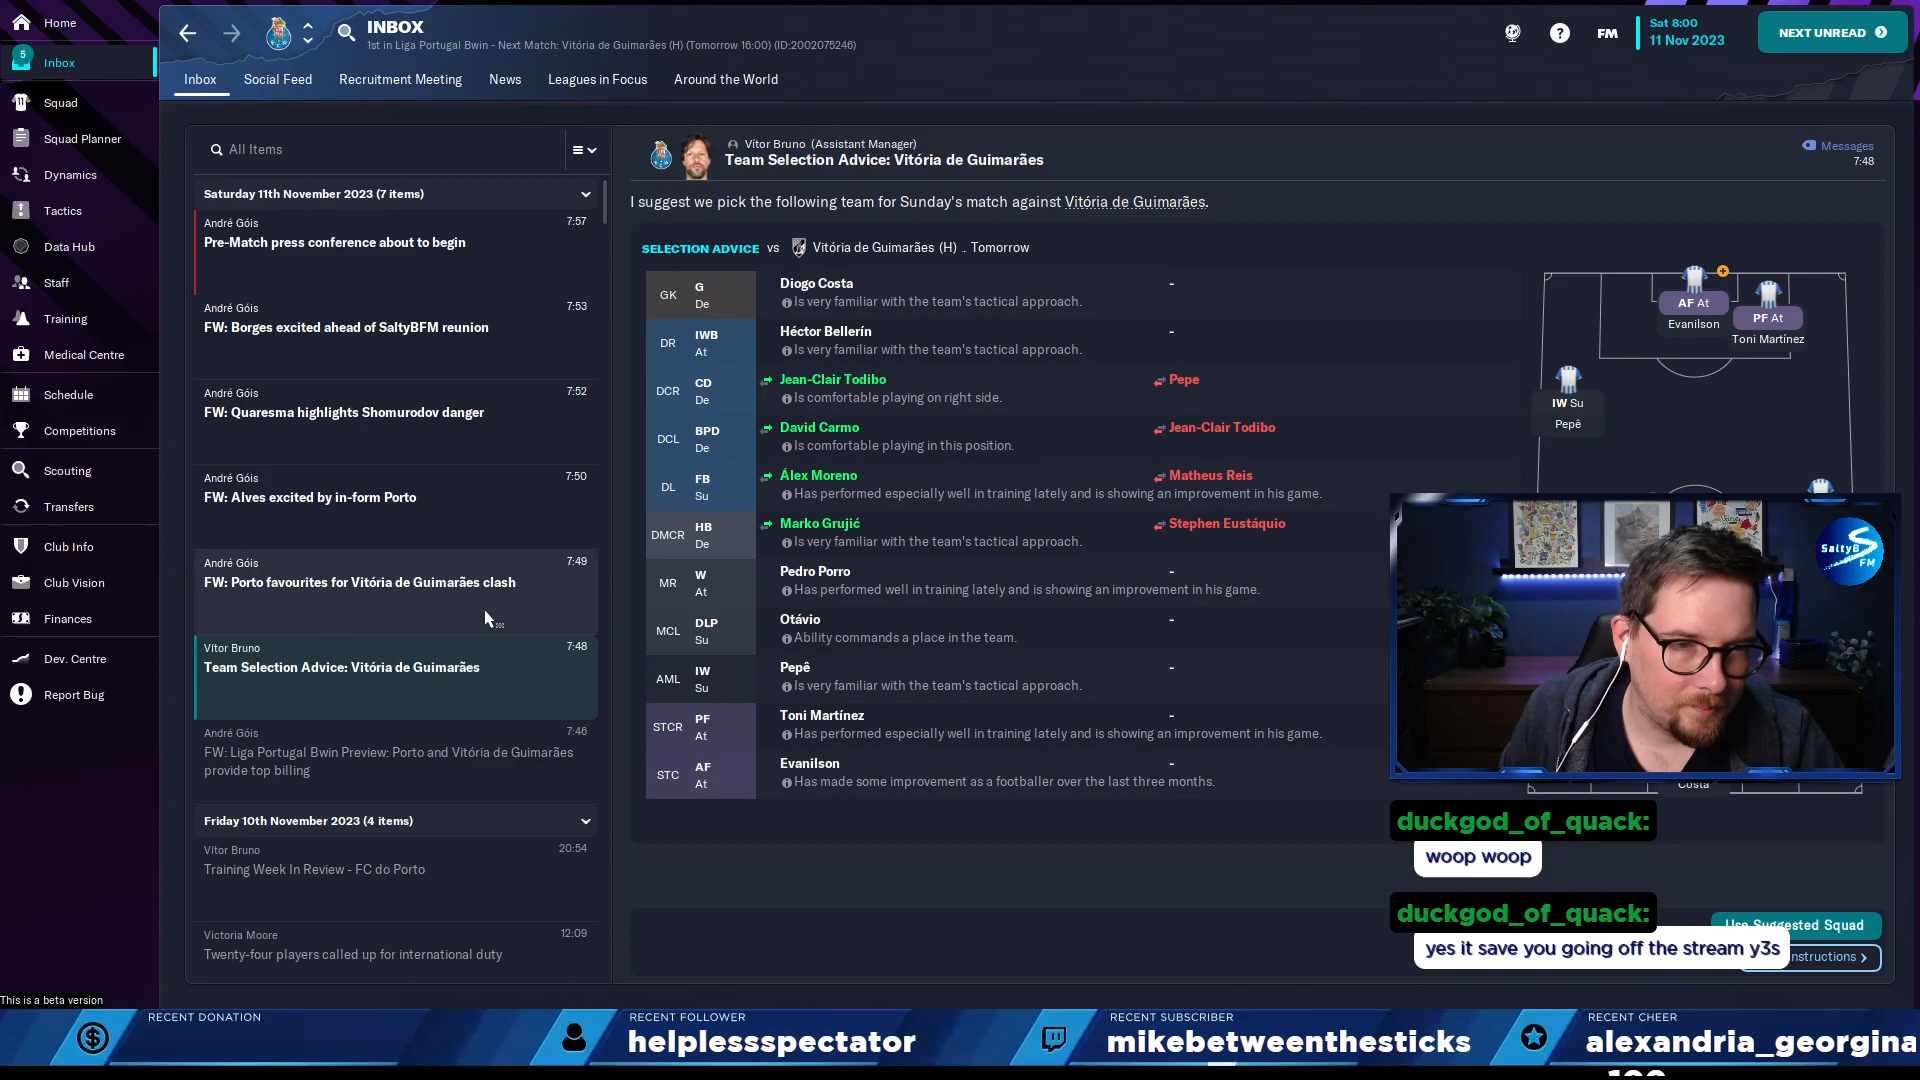 Home
5
Inbox
Squad
Squad Planner
Dynamics
Tactics
Data Hub
Staff
Training
Medical Centre
Schedule
Competitions
Scouting
Transfers
Club Info
Club Vision
Finances
Dev. Centre
Report Bug
This is a beta version
INBOX
1st in Liga Portugal Bwin - Next Match: Vitória de Guimarães (H) (Tomorrow 16:00) (ID:2002075246)
FM
Sat 8:00
11 Nov 2023
NEXT UNREAD
Inbox Social Feed Recruitment Meeting News Leagues in Focus Around the World
All Items
Saturday 11th November 2023 (7 items)
André Góis 7:57
Pre-Match press conference about to begin
André Góis 7:53
FW: Borges excited ahead of SaltyBFM reunion
André Góis 7:52
FW: Quaresma highlights Shomurodov danger
André Góis 7:50
FW: Alves excited by in-form Porto
André Góis 7:49
FW: Porto favourites for Vitória de Guimarães clash
Vítor Bruno 7:48
Team Selection Advice: Vitória de Guimarães
André Góis 7:46
FW: Liga Portugal Bwin Preview: Porto and Vitória de Guimarães
provide top billing
Friday 10th November 2023 (4 items)
Vítor Bruno 20:54
Training Week In Review - FC do Porto
Victoria Moore 12:09
Twenty-four players called up for international duty
Vítor Bruno (Assistant Manager)
Team Selection Advice: Vitória de Guimarães
Messages
7:48
I suggest we pick the following team for Sunday's match against Vitória de Guimarães.
SELECTION ADVICE vs Vitória de Guimarães (H) .. Tomorrow
GK G De Diogo Costa -
Is very familiar with the team's tactical approach.
DR IWB At Héctor Bellerín -
Is very familiar with the team's tactical approach.
DCR CD De Jean-Clair Todibo Pepe
Is comfortable playing on right side.
DCL BPD De David Carmo Jean-Clair Todibo
Is comfortable playing in this position.
DL FB Su Álex Moreno Matheus Reis
Has performed especially well in training lately and is showing an improvement in his game.
DMCR HB De Marko Grujić Stephen Eustáquio
Is very familiar with the team's tactical approach.
MR W At Pedro Porro -
Has performed well in training lately and is showing an improvement in his game.
MCL DLP Su Otávio -
Ability commands a place in the team.
AML IW Su Pepê -
Is very familiar with the team's tactical approach.
STCR PF At Toni Martínez -
Has performed especially well in training lately and is showing an improvement in his game.
STC AF At Evanilson -
Has made some improvement as a footballer over the last three months.
AF At
Evanilson
PF At
Toni Martínez
IW Su
Pepê
SaltyB
S
FM
Costa
duckgod_of_quack:
woop woop
duckgod_of_quack:
yes it save you going off the stream y3s
Use Suggested Squad
nstructions
RECENT DONATION
RECENT FOLLOWER
helplessspectator
RECENT SUBSCRIBER
mikebetweenthesticks
RECENT CHEER
alexandria_georgina